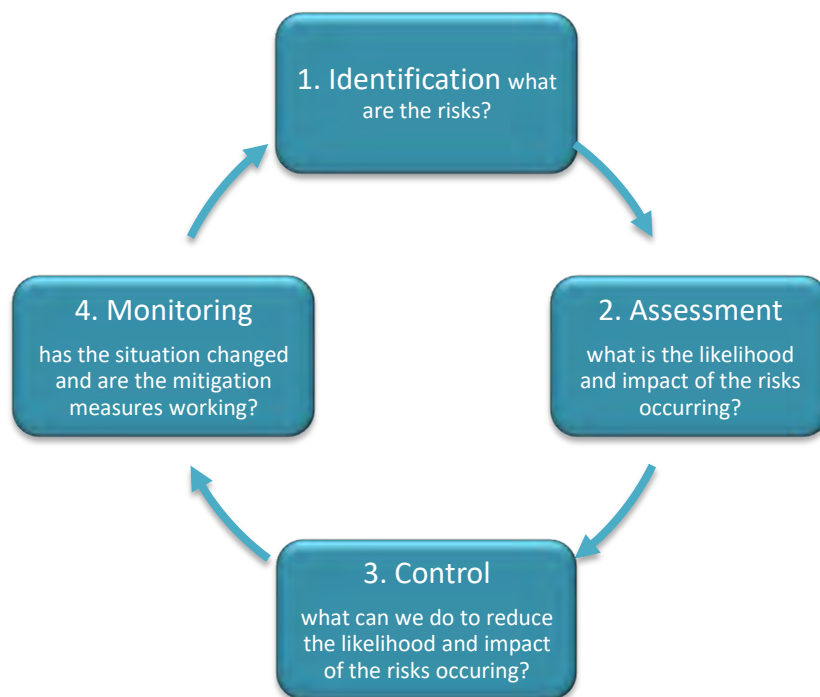 1. Identification what
are the risks?
2. Assessment
what is the likelihood
and impact of the risks
occurring?
3. Control
what can we do to reduce
the likelihood and impact
of the risks occuring?
4. Monitoring
has the situation changed
and are the mitigation
measures working?